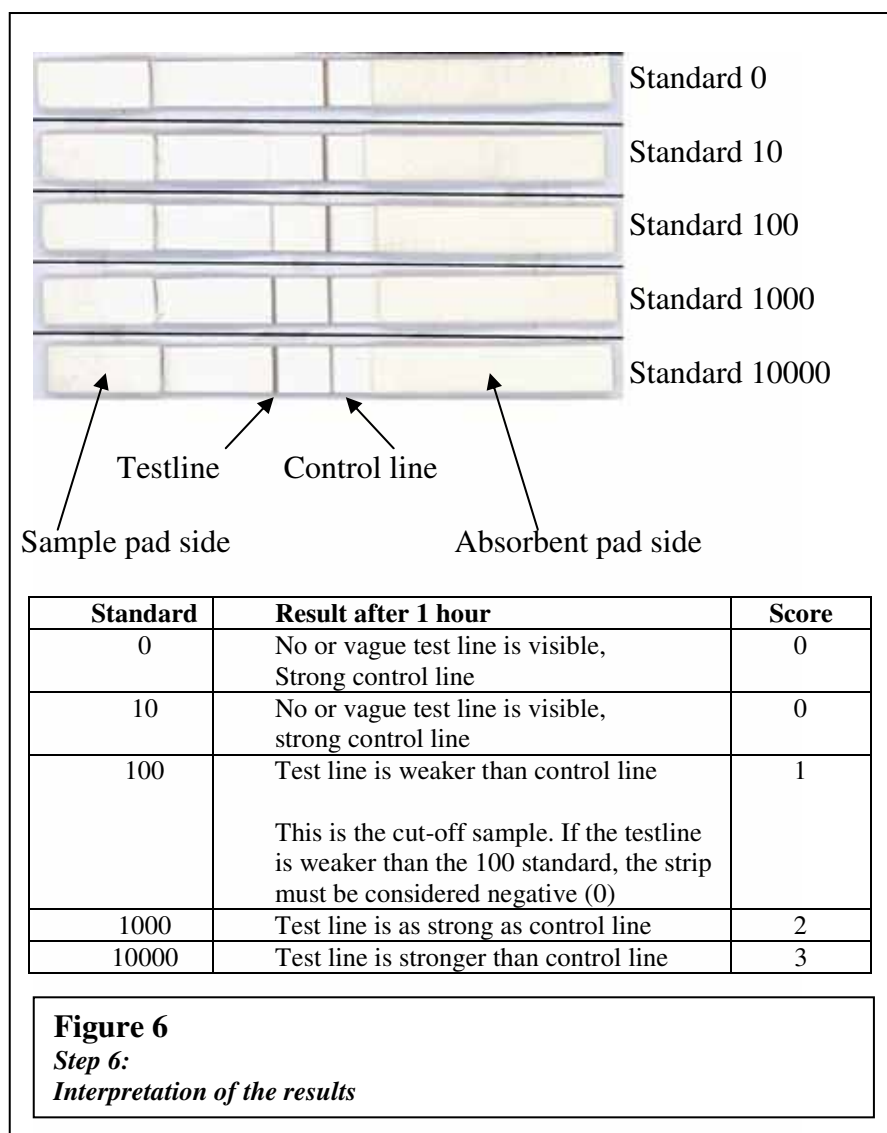 Standard 0
Standard 10
Standard 100
Standard 1000
Standard 10000
Testline Control line
Sample pad side Absorbent pad side
Standard Result after 1 hour Score
0 No or vague test line is visible, 0
Strong control line
10 No or vague test line is visible, 0
strong control line
100 Test line is weaker than control line 1
This is the cut-off sample. If the testline
is weaker than the 100 standard, the strip
must be considered negative (0)
1000 Test line is as strong as control line 2
10000 Test line is stronger than control line 3
Figure 6
Step 6:
Interpretation of the results